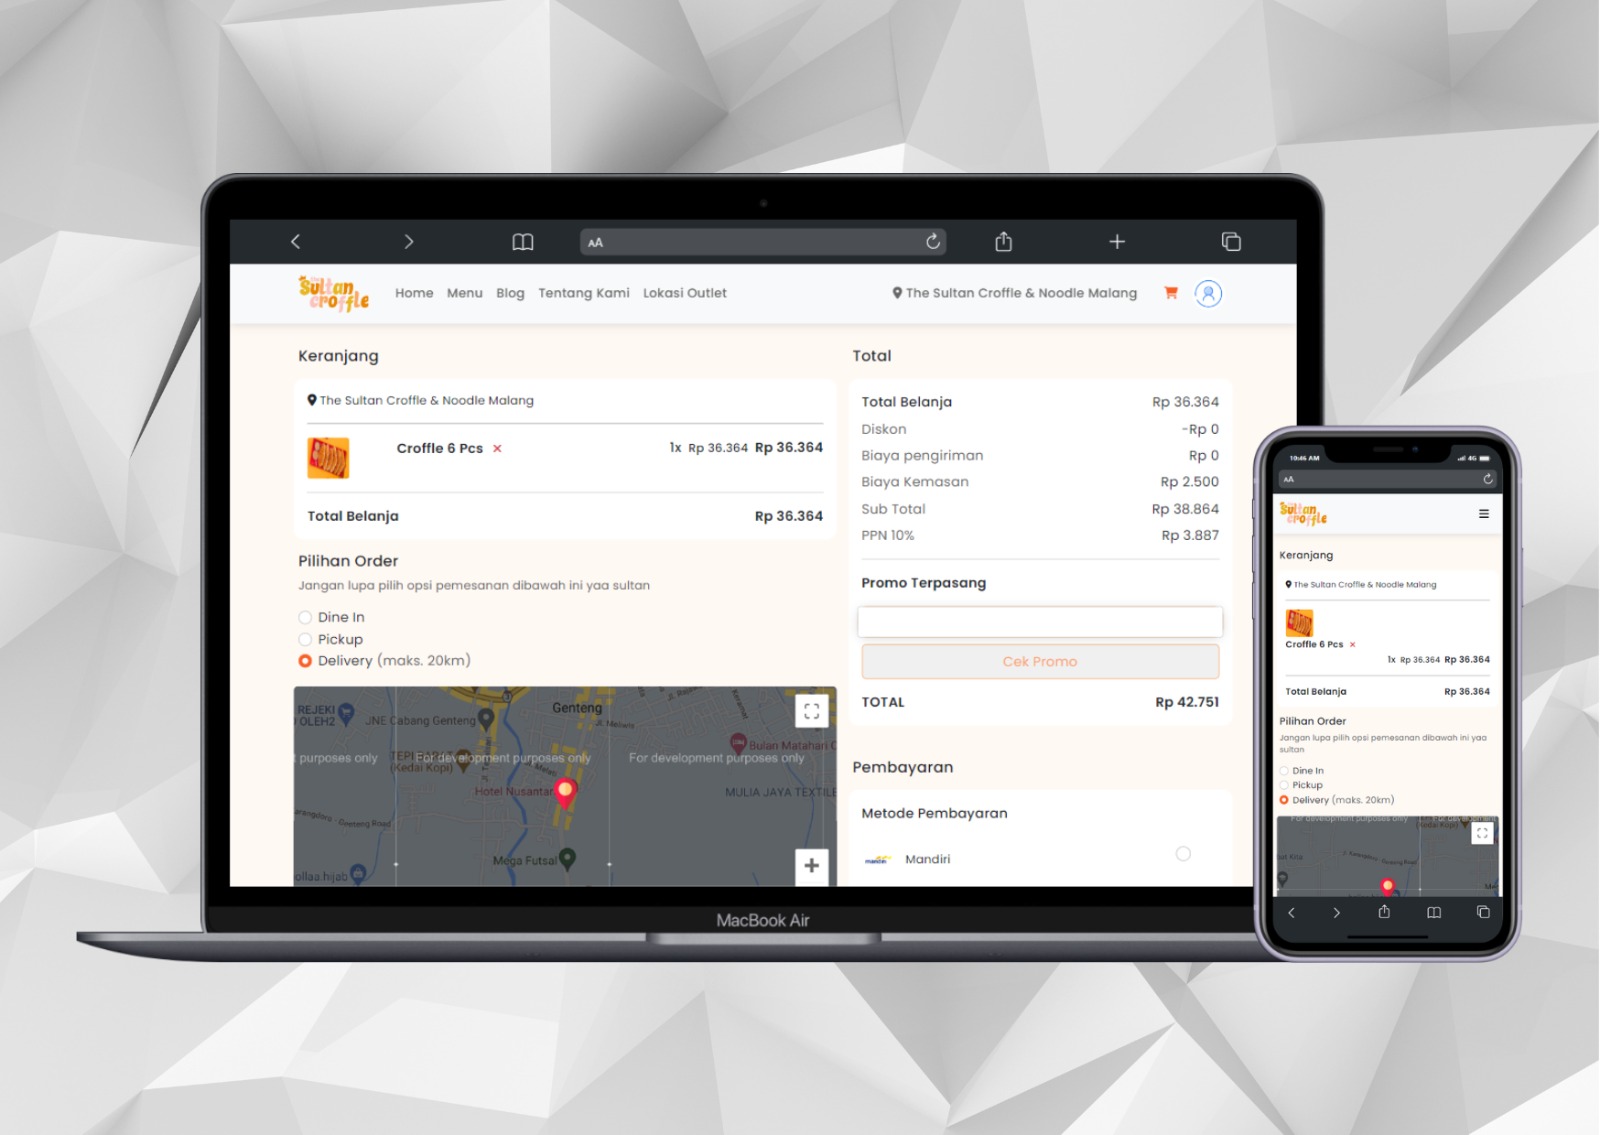 AA
Sultan
croffle
Home Menu Blog Tentang Kami Lokasi Outlet
The Sultan Croffle & Noodle Malang
Keranjang
The Sultan Croffle & Noodle Malang
Croffle 6 Pcs × 1x Rp 36.364 Rp 36.364
Total Belanja Rp 36.364
Pilihan Order
Jangan lupa pilih opsi pemesanan dibawah ini yaa sultan
Dine In
Pickup
Delivery (maks. 20km)
REJEKI
OLEH2
JNE Cabang Genteng
Genteng
Jl. Meliwis
Bulan Matahari
TEPI BARAT
(Kedai Kopi)
t purposes only
For development purposes only
For development purposes only
Jl. Melati
Hotel Nusantar
MULIA JAYA TEXTILE
arengdoro - Genteng Road
Mega Futsal
ollaa.hijab
Total
Total Belanja Rp 36.364
Diskon -Rp 0
Biaya pengiriman Rp 0
Biaya Kemasan Rp 2.500
Sub Total Rp 38.864
PPN 10% Rp 3.887
Promo Terpasang
Cek Promo
TOTAL Rp 42.751
Pembayaran
Metode Pembayaran
mandiri Mandiri
MacBook Air
10:46 AM 4G
AA
Sultan
croffle
Keranjang
The Sultan Croffle & Noodle Malang
Croffle 6 Pcs ×
1x Rp 36.364 Rp 36.364
Total Belanja Rp 36.364
Pilihan Order
Jangan lupa pilih opsi pemesanan dibawah ini yaa
sultan
Dine In
Pickup
Delivery (maks. 20km)
For development purposes only
For development
(Kedai Kopi)